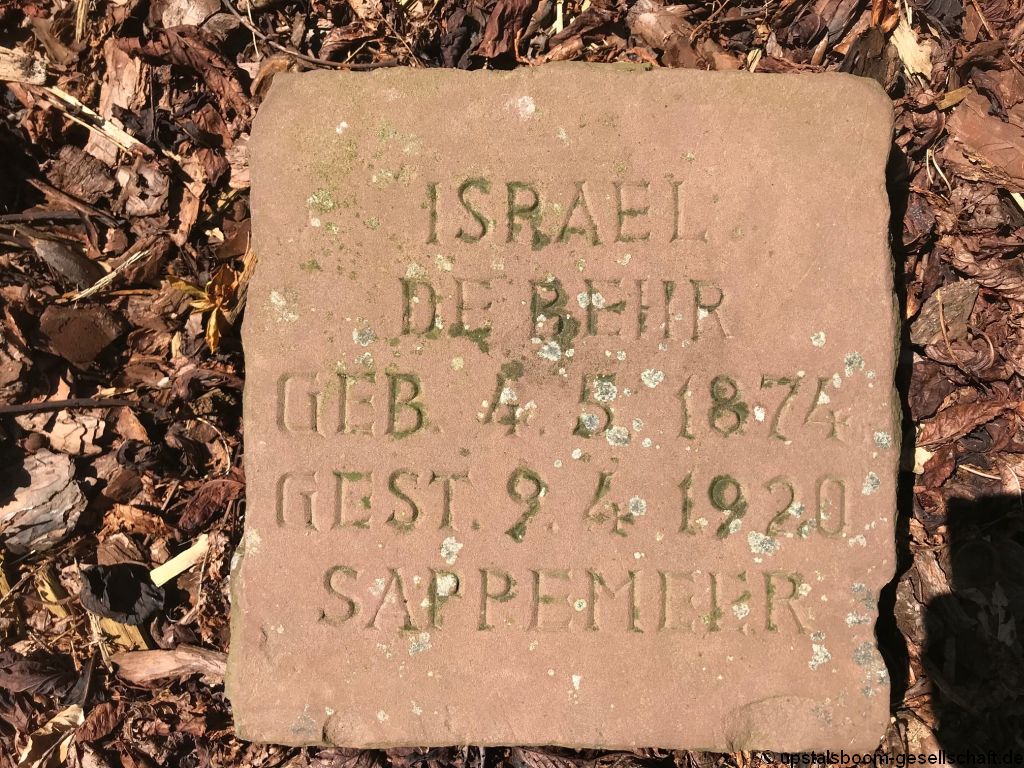 ISRAEL
DE BEHR
GEB. 4. 5. 1874
GEST. 9. 4. 1920
SAPPEMEER
© upstalsboom-gesellschaft.de